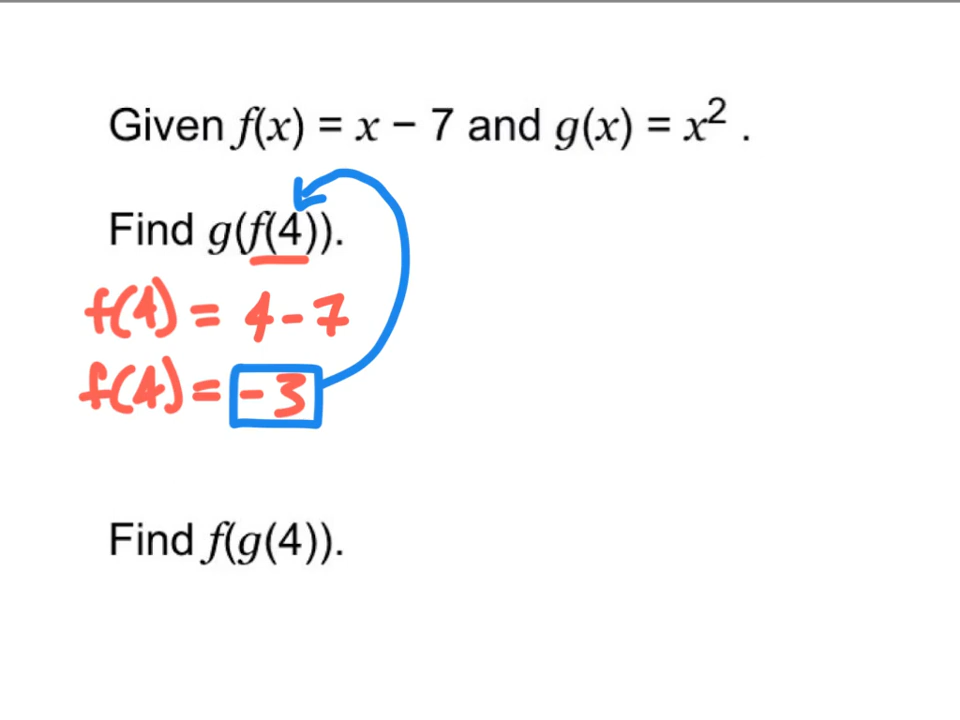 Given f(x) = x − 7 and g(x) = x² .
Find g(f(4)).
f(4) = 4-7
f(4) = -3
Find f(g(4)).